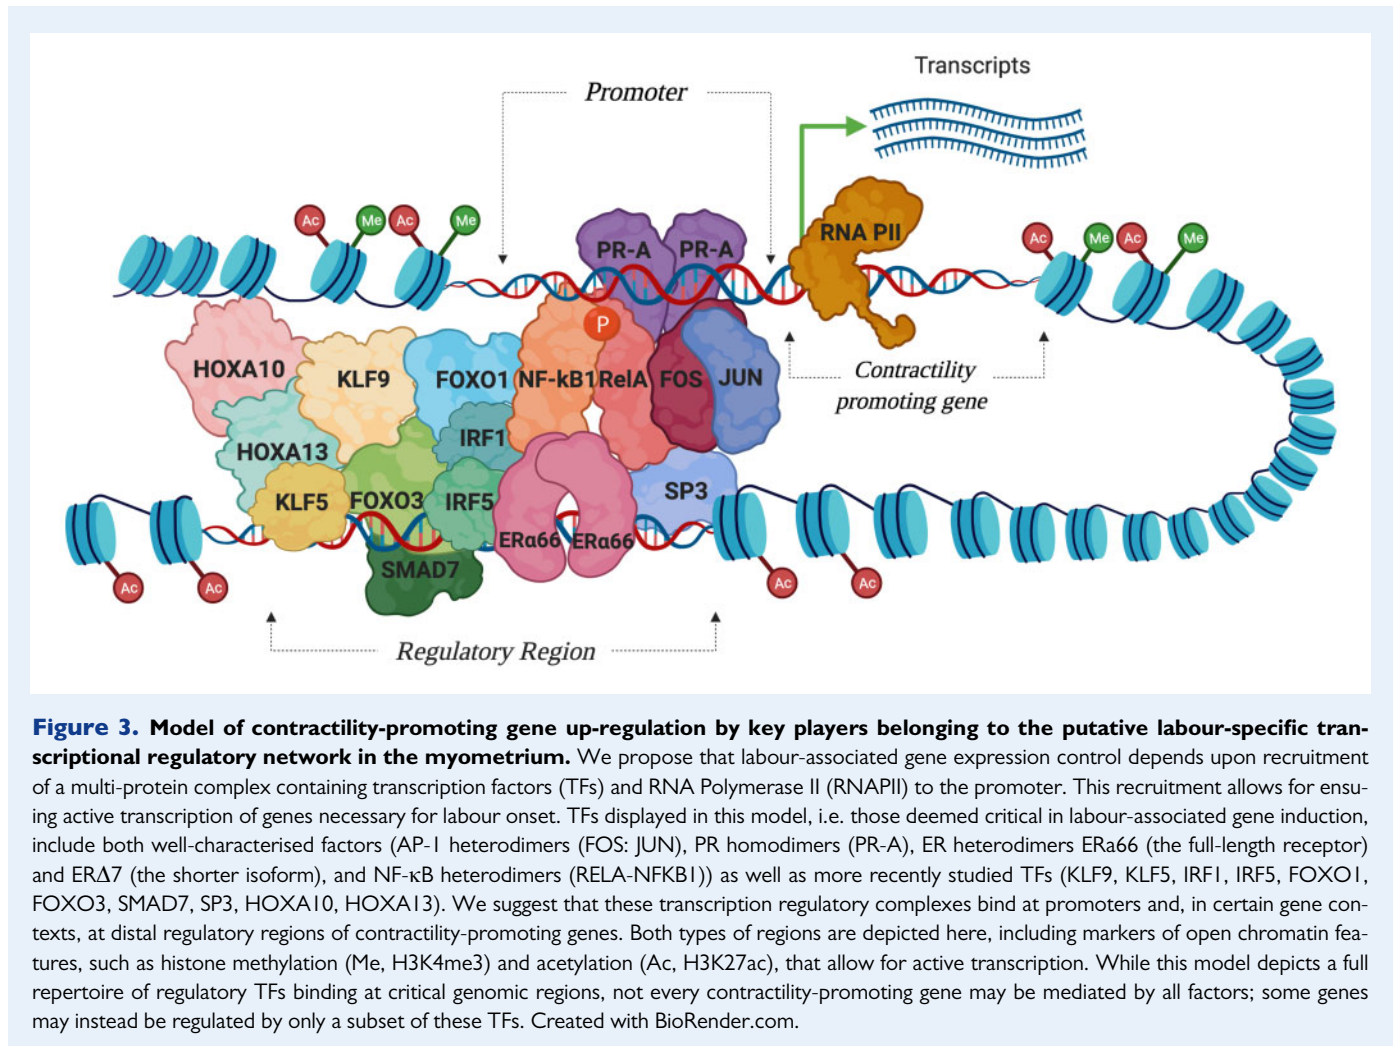 Transcripts
Promoter
Ac
Me
Ac
Me
PR-A
PR-A
RNA PII
Ac
Me
Ac
Me
P
HOXA10
KLF9
FOXO1
NF-kB1
RelA
FOS
JUN
Contractility
promoting gene
IRF1
HOXA13
KLF5
FOXO3
IRF5
SP3
ERα66
ERα66
SMAD7
Ac
Ac
Ac
Ac
Regulatory Region
Figure 3. Model of contractility-promoting gene up-regulation by key players belonging to the putative labour-specific tran-
scriptional regulatory network in the myometrium. We propose that labour-associated gene expression control depends upon recruitment
of a multi-protein complex containing transcription factors (TFs) and RNA Polymerase II (RNAPII) to the promoter. This recruitment allows for ensu-
ing active transcription of genes necessary for labour onset. TFs displayed in this model, i.e. those deemed critical in labour-associated gene induction,
include both well-characterised factors (AP-1 heterodimers (FOS: JUN), PR homodimers (PR-A), ER heterodimers ERa66 (the full-length receptor)
and ERΔ7 (the shorter isoform), and NF-κB heterodimers (RELA-NFKB1)) as well as more recently studied TFs (KLF9, KLF5, IRF1, IRF5, FOXO1,
FOXO3, SMAD7, SP3, HOXA10, HOXA13). We suggest that these transcription regulatory complexes bind at promoters and, in certain gene con-
texts, at distal regulatory regions of contractility-promoting genes. Both types of regions are depicted here, including markers of open chromatin fea-
tures, such as histone methylation (Me, H3K4me3) and acetylation (Ac, H3K27ac), that allow for active transcription. While this model depicts a full
repertoire of regulatory TFs binding at critical genomic regions, not every contractility-promoting gene may be mediated by all factors; some genes
may instead be regulated by only a subset of these TFs. Created with BioRender.com.